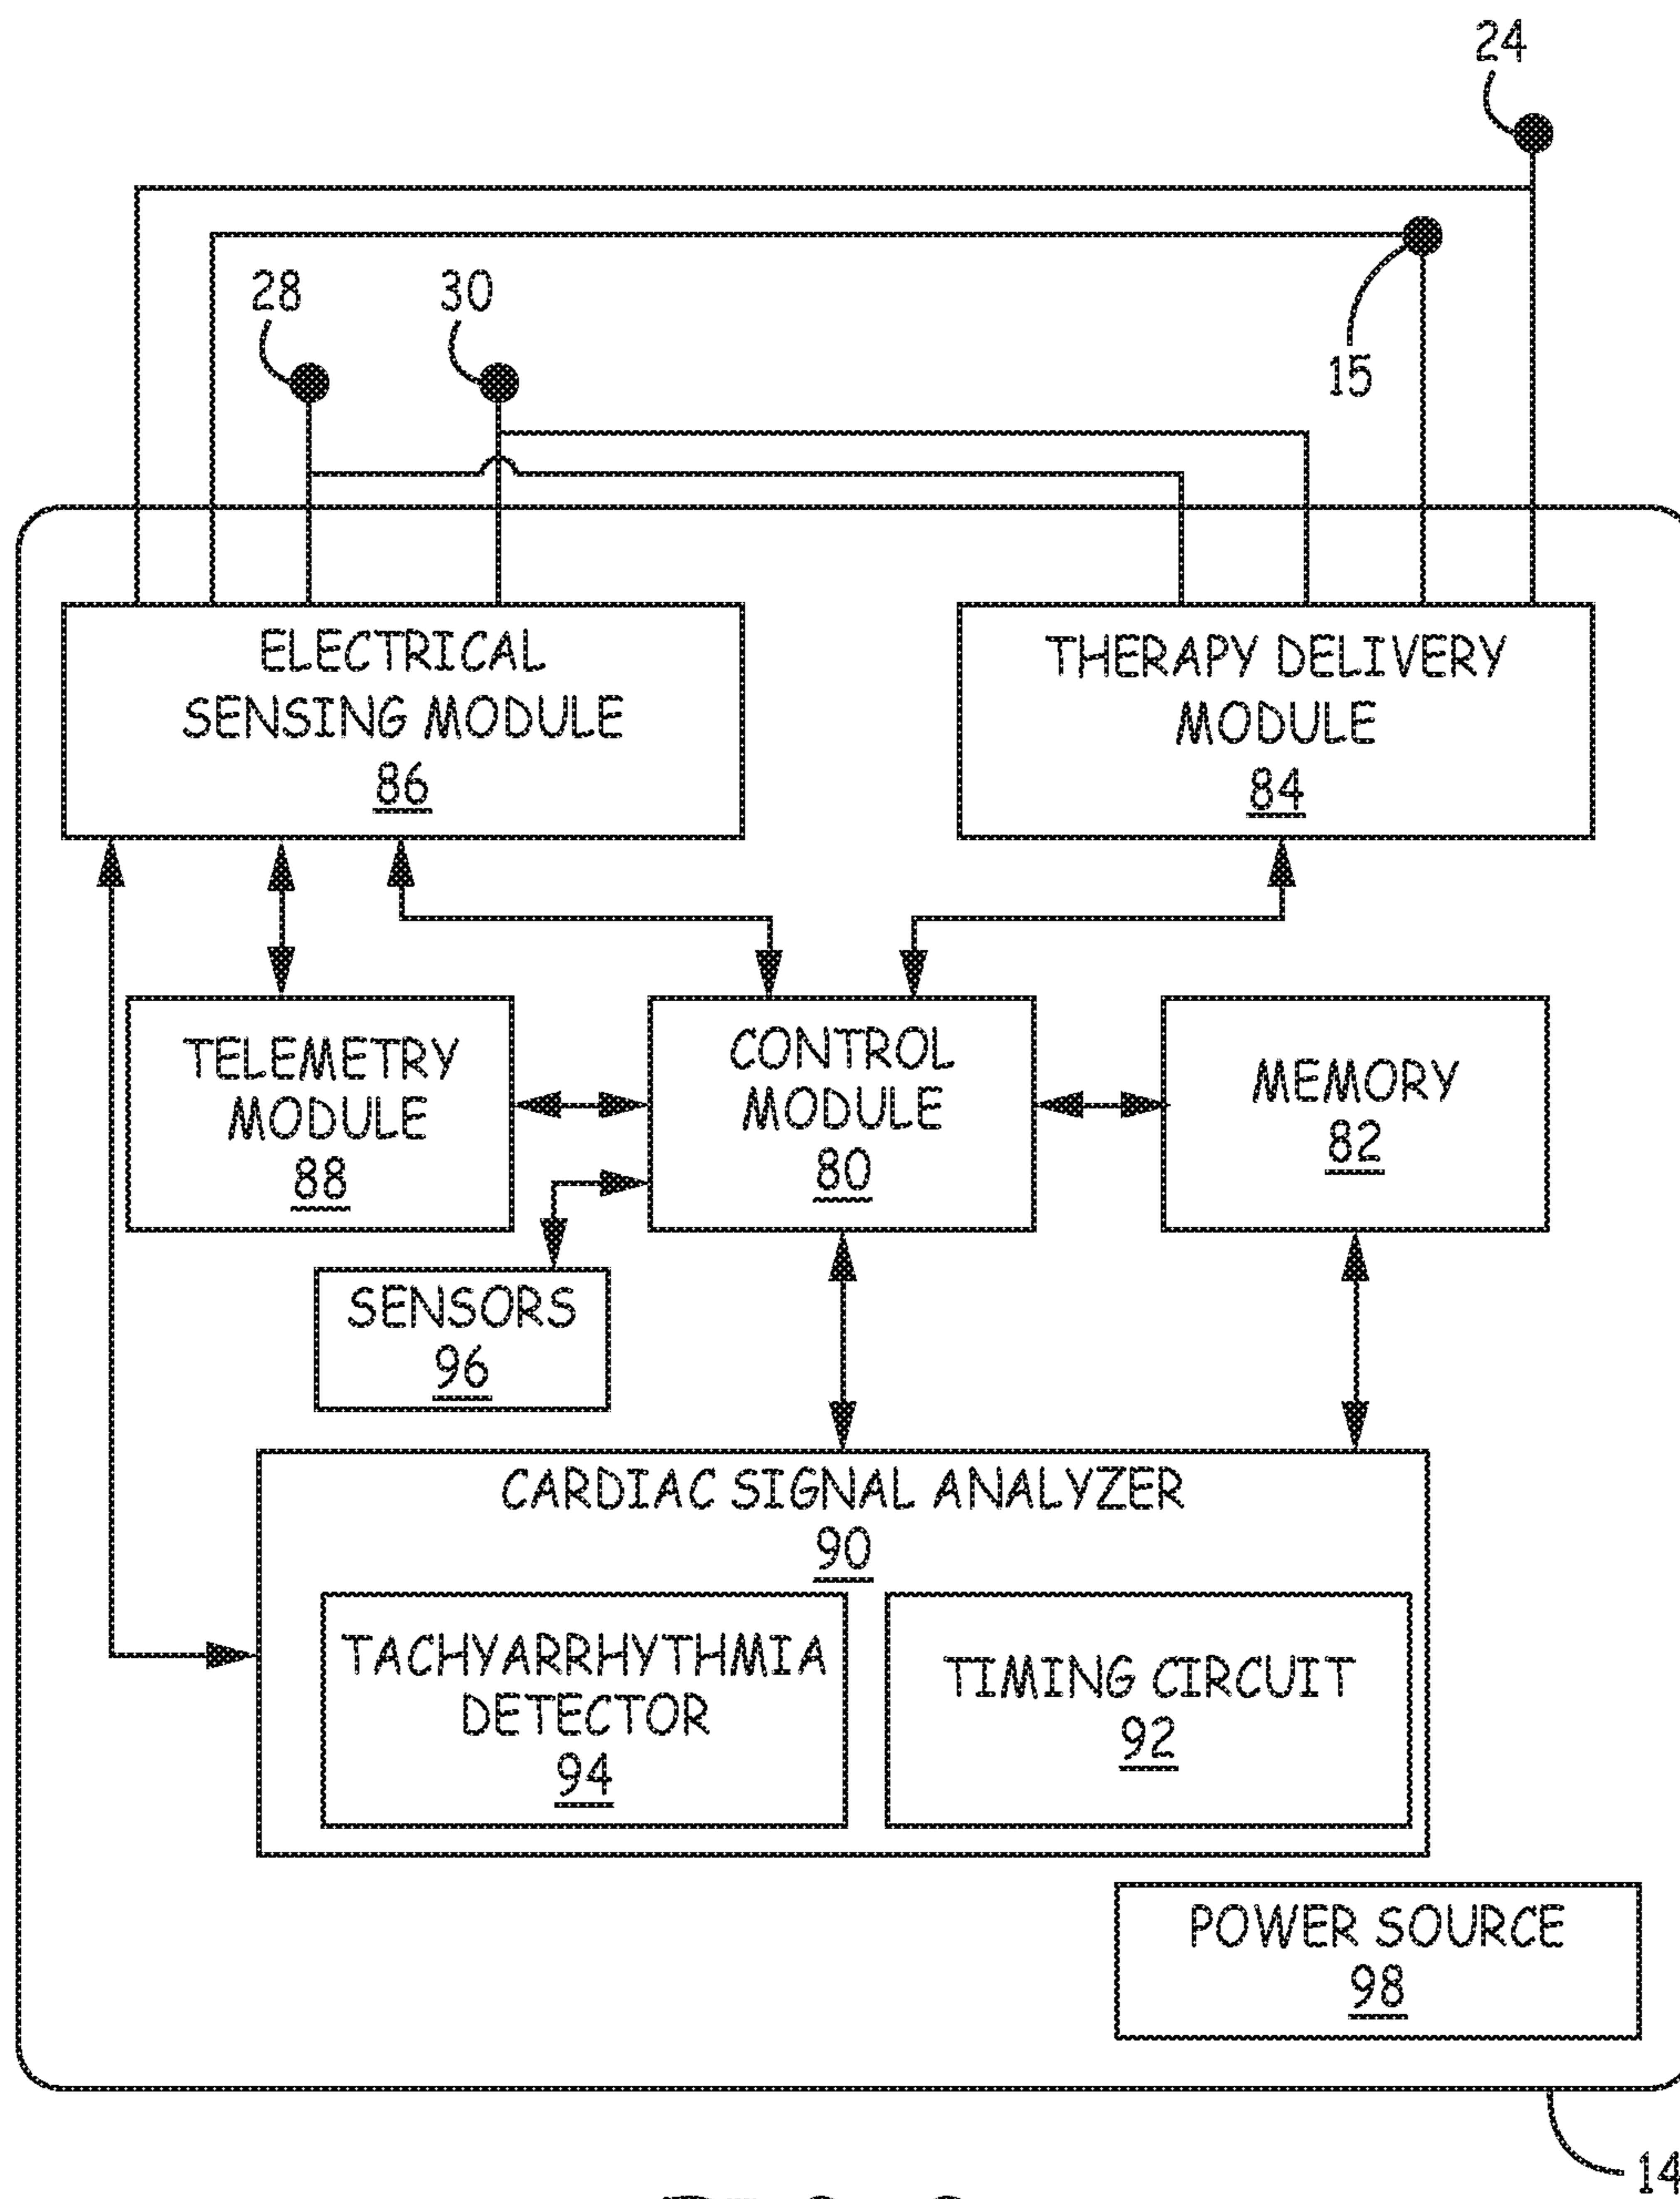 24
28
30
15
ELECTRICAL
SENSING MODULE
86
THERAPY DELIVERY
MODULE
84
TELEMETRY
MODULE
88
CONTROL
MODULE
80
MEMORY
82
SENSORS
96
CARDIAC SIGNAL ANALYZER
90
TACHYARRHYTHMIA
DETECTOR
94
TIMING CIRCUIT
92
POWER SOURCE
98
14